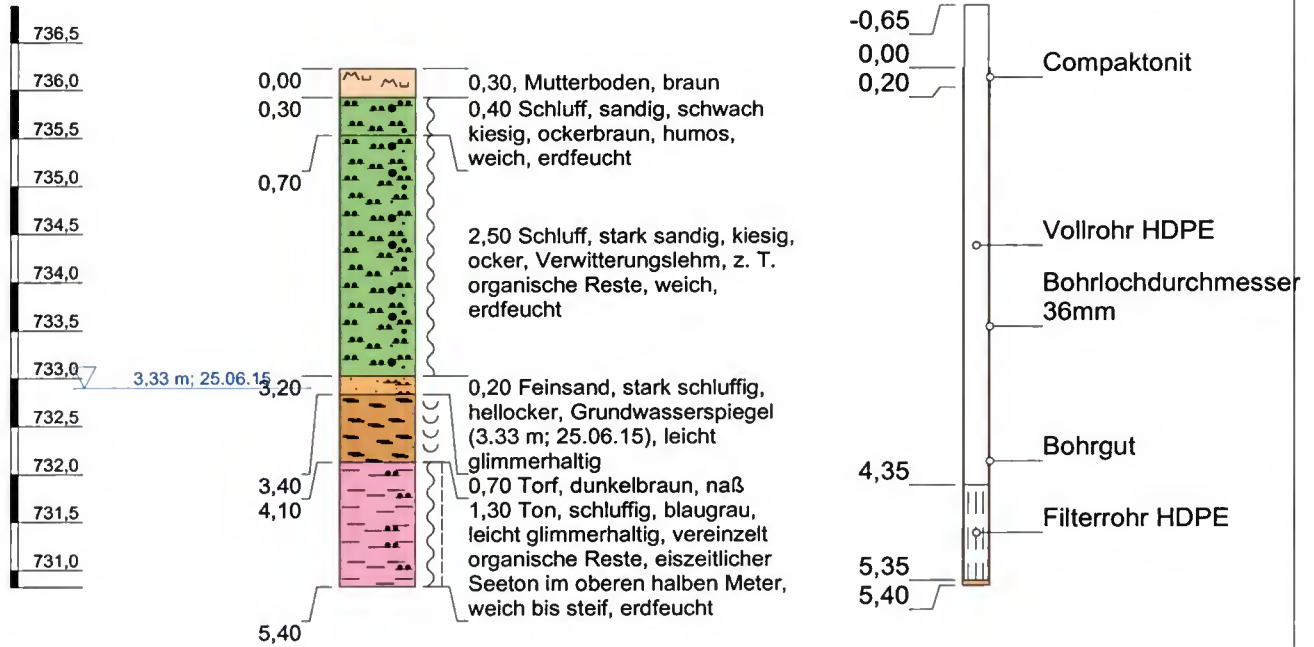 736,5
736,0
735,5
735,0
734,5
734,0
733,5
733,0
732,5
732,0
731,5
731,0
3,33 m; 25.06.15
0,00
0,30
0,70
3,20
3,40
4,10
5,40
0,30, Mutterboden, braun
0,40 Schluff, sandig, schwach
kiesig, ockerbraun, humos,
weich, erdfeucht
2,50 Schluff, stark sandig, kiesig,
ocker, Verwitterungslehm, z. T.
organische Reste, weich,
erdfeucht
0,20 Feinsand, stark schluffig,
hellocker, Grundwasserspiegel
(3.33 m; 25.06.15), leicht
glimmerhaltig
0,70 Torf, dunkelbraun, naß
1,30 Ton, schluffig, blaugrau,
leicht glimmerhaltig, vereinzelt
organische Reste, eiszeitlicher
Seeton im oberen halben Meter,
weich bis steif, erdfeucht
-0,65
0,00
0,20
4,35
5,35
5,40
Compaktonit
Vollrohr HDPE
Bohrlochdurchmesser
36mm
Bohrgut
Filterrohr HDPE